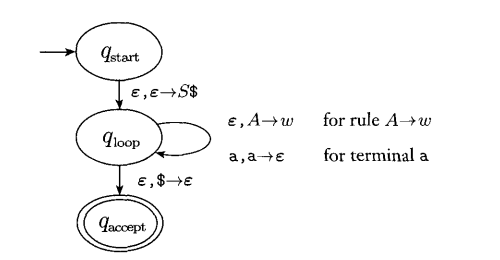 q_start
ε,ε→S$
q_loop
ε,A→w for rule A→w
a,a→ε for terminal a
ε,$→ε
q_accept